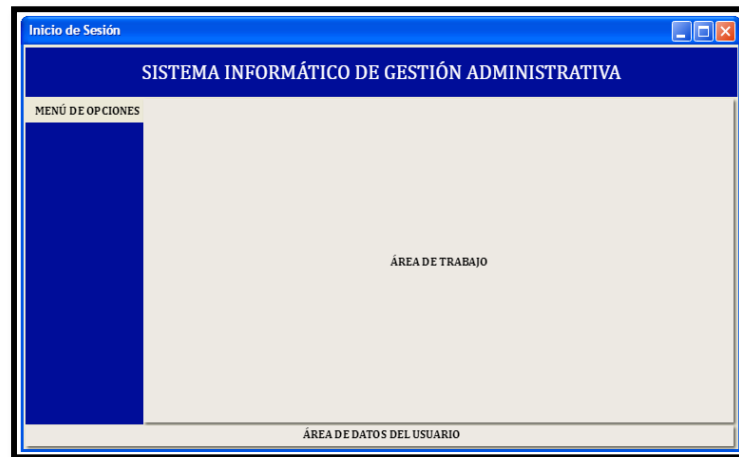 Inicio de Sesión
SISTEMA INFORMÁTICO DE GESTIÓN ADMINISTRATIVA
MENÚ DE OPCIONES
ÁREA DE TRABAJO
ÁREA DE DATOS DEL USUARIO